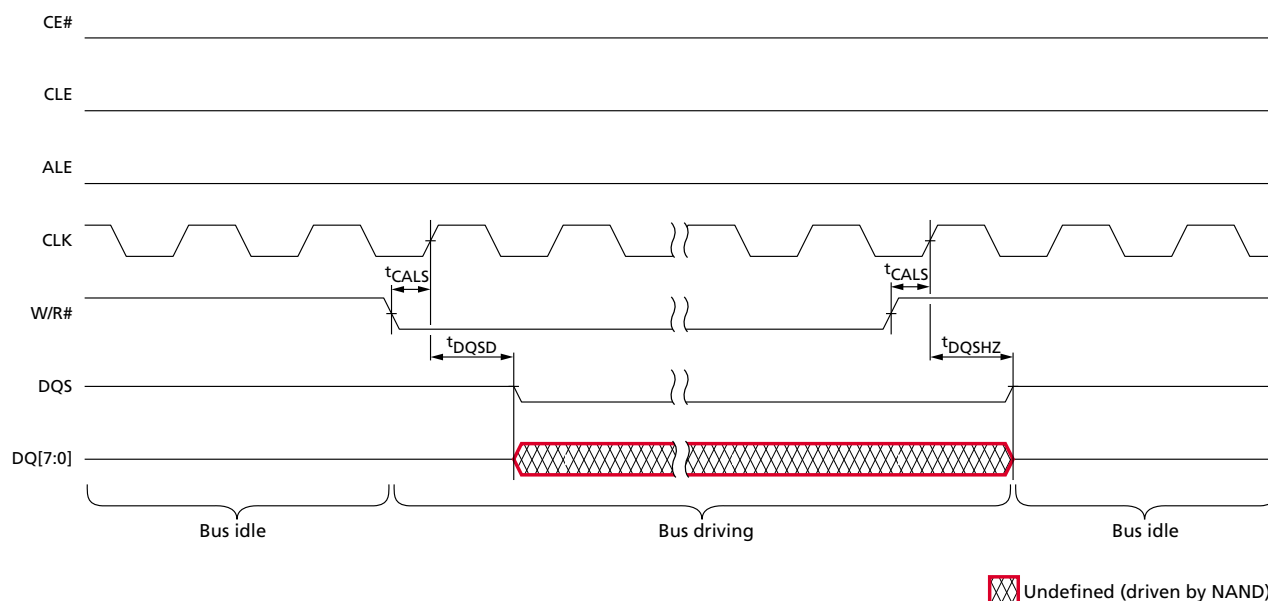 CE#
CLE
ALE
CLK
tCALS
tCALS
W/R#
tDQSD
tDQSHZ
DQS
DQ[7:0]
Bus idle
Bus driving
Bus idle
Undefined (driven by NAND)